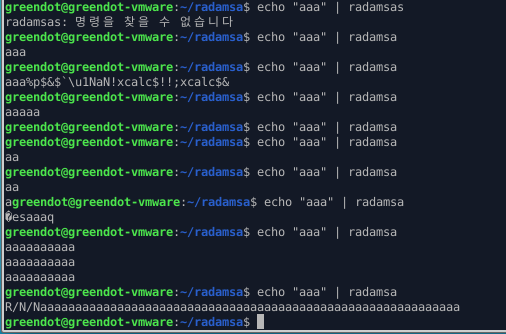 greendot@greendot-vmware:~/radamsa$ echo "aaa" | radamsas
radamsas: 명령을 찾을 수 없습니다
greendot@greendot-vmware:~/radamsa$ echo "aaa" | radamsa
aaa
greendot@greendot-vmware:~/radamsa$ echo "aaa" | radamsa
aaa%p$&$`\u1NaN!xcalc$!!;xcalc$&
greendot@greendot-vmware:~/radamsa$ echo "aaa" | radamsa
aaaaa
greendot@greendot-vmware:~/radamsa$ echo "aaa" | radamsa
greendot@greendot-vmware:~/radamsa$ echo "aaa" | radamsa
aa
greendot@greendot-vmware:~/radamsa$ echo "aaa" | radamsa
aa
agreendot@greendot-vmware:~/radamsa$ echo "aaa" | radamsa
�esaaaq
greendot@greendot-vmware:~/radamsa$ echo "aaa" | radamsa
aaaaaaaaaa
aaaaaaaaaa
aaaaaaaaaa
greendot@greendot-vmware:~/radamsa$ echo "aaa" | radamsa
R/N/Naaaaaaaaaaaaaaaaaaaaaaaaaaaaaaaaaaaaaaaaaaaaaaaaaaaaaaaaaaaa
greendot@greendot-vmware:~/radamsa$